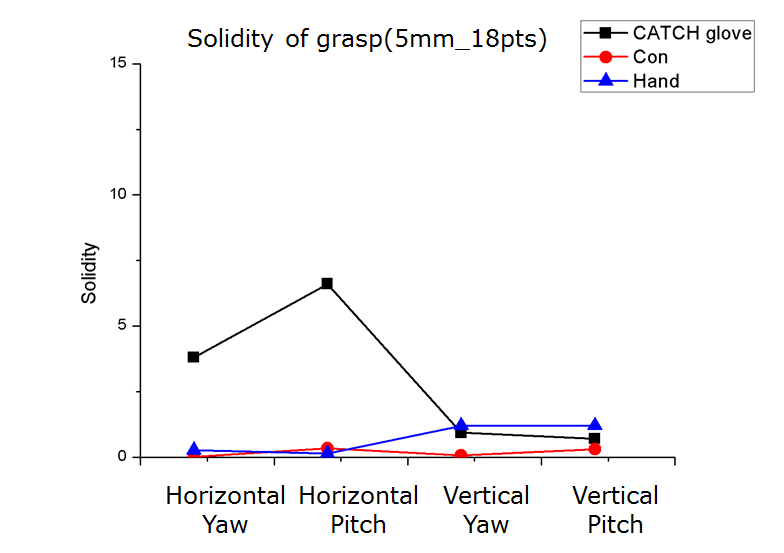 Solidity of grasp(5mm_18pts)
CATCH glove
Con
Hand
15
10
5
0
Solidity
Horizontal Yaw
Horizontal Pitch
Vertical Yaw
Vertical Pitch